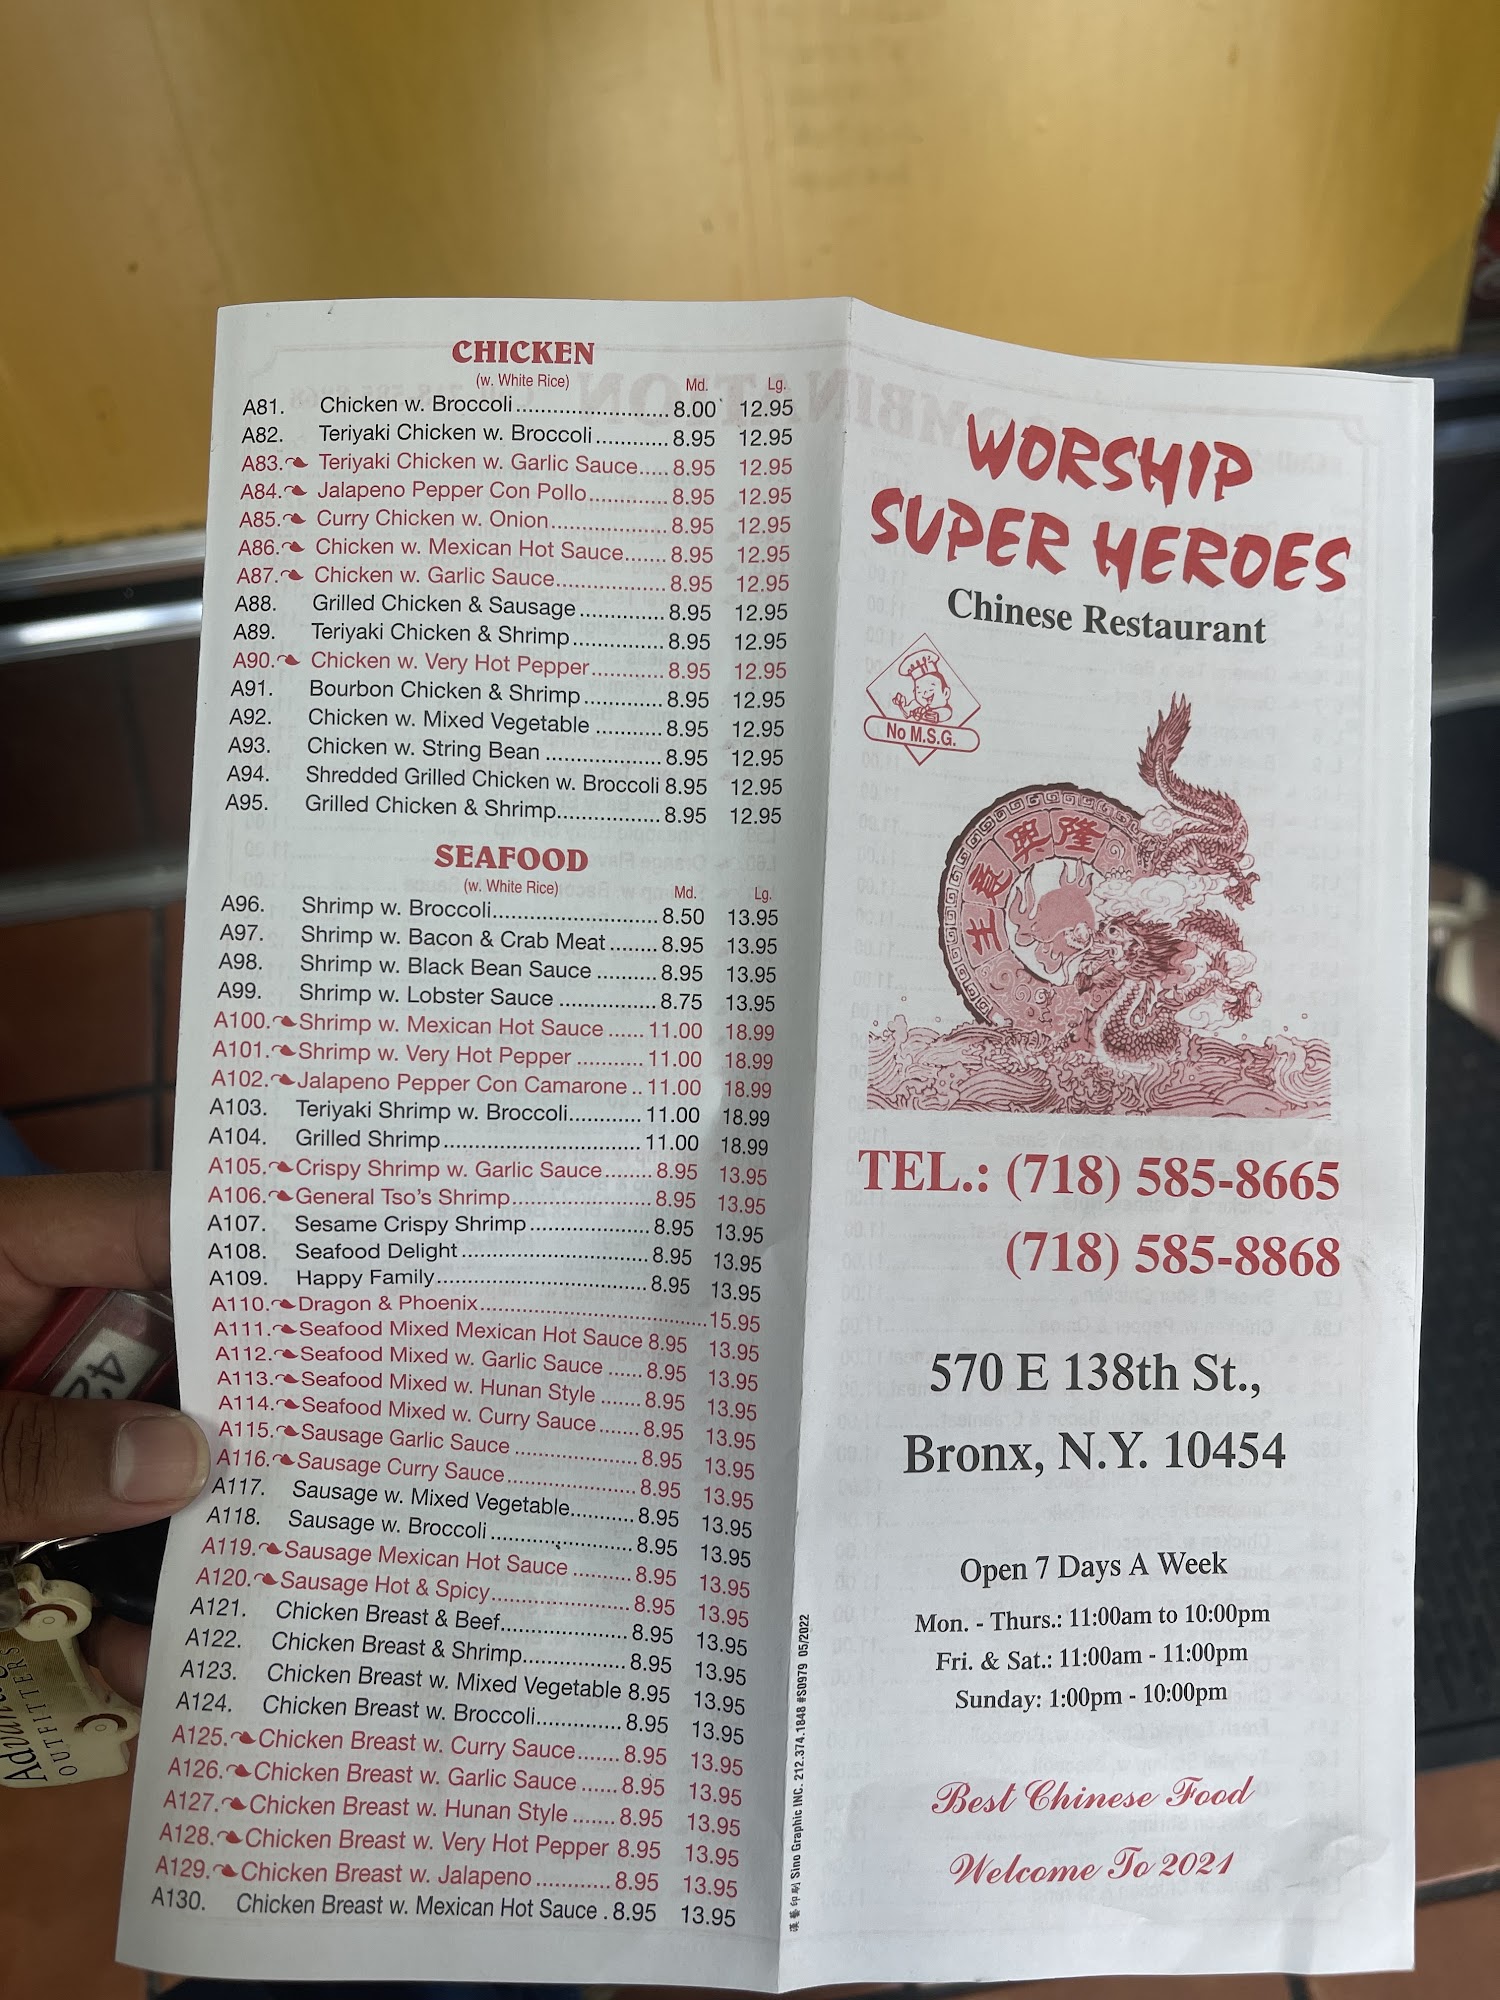 CHICKEN
(w. White Rice) Md. Lg.
A81. Chicken w. Broccoli 8.00 12.95
A82. Teriyaki Chicken w. Broccoli 8.95 12.95
A83. Teriyaki Chicken w. Garlic Sauce 8.95 12.95
A84. Jalapeno Pepper Con Pollo 8.95 12.95
A85. Curry Chicken w. Onion 8.95 12.95
A86. Chicken w. Mexican Hot Sauce 8.95 12.95
A87. Chicken w. Garlic Sauce 8.95 12.95
A88. Grilled Chicken & Sausage 8.95 12.95
A89. Teriyaki Chicken & Shrimp 8.95 12.95
A90. Chicken w. Very Hot Pepper 8.95 12.95
A91. Bourbon Chicken & Shrimp 8.95 12.95
A92. Chicken w. Mixed Vegetable 8.95 12.95
A93. Chicken w. String Bean 8.95 12.95
A94. Shredded Grilled Chicken w. Broccoli 8.95 12.95
A95. Grilled Chicken & Shrimp 8.95 12.95
SEAFOOD
(w. White Rice) Md. Lg.
A96. Shrimp w. Broccoli 8.50 13.95
A97. Shrimp w. Bacon & Crab Meat 8.95 13.95
A98. Shrimp w. Black Bean Sauce 8.95 13.95
A99. Shrimp w. Lobster Sauce 8.75 13.95
A100. Shrimp w. Mexican Hot Sauce 11.00 18.99
A101. Shrimp w. Very Hot Pepper 11.00 18.99
A102. Jalapeno Pepper Con Camarone 11.00 18.99
A103. Teriyaki Shrimp w. Broccoli 11.00 18.99
A104. Grilled Shrimp 11.00 18.99
A105. Crispy Shrimp w. Garlic Sauce 8.95 13.95
A106. General Tso's Shrimp 8.95 13.95
A107. Sesame Crispy Shrimp 8.95 13.95
A108. Seafood Delight 8.95 13.95
A109. Happy Family 8.95 13.95
A110. Dragon & Phoenix 15.95
A111. Seafood Mixed Mexican Hot Sauce 8.95 13.95
A112. Seafood Mixed w. Garlic Sauce 8.95 13.95
A113. Seafood Mixed w. Hunan Style 8.95 13.95
A114. Seafood Mixed w. Curry Sauce 8.95 13.95
A115. Sausage Garlic Sauce 8.95 13.95
A116. Sausage Curry Sauce 8.95 13.95
A117. Sausage w. Mixed Vegetable 8.95 13.95
A118. Sausage w. Broccoli 8.95 13.95
A119. Sausage Mexican Hot Sauce 8.95 13.95
A120. Sausage Hot & Spicy 8.95 13.95
A121. Chicken Breast & Beef 8.95 13.95
A122. Chicken Breast & Shrimp 8.95 13.95
A123. Chicken Breast w. Mixed Vegetable 8.95 13.95
A124. Chicken Breast w. Broccoli 8.95 13.95
A125. Chicken Breast w. Curry Sauce 8.95 13.95
A126. Chicken Breast w. Garlic Sauce 8.95 13.95
A127. Chicken Breast w. Hunan Style 8.95 13.95
A128. Chicken Breast w. Very Hot Pepper 8.95 13.95
A129. Chicken Breast w. Jalapeno 8.95 13.95
A130. Chicken Breast w. Mexican Hot Sauce 8.95 13.95
漢藝印刷 Sino Graphic INC. 212.374.1848 #S0979 05/2022
WORSHIP
SUPER HEROES
Chinese Restaurant
No M.S.G.
生意興隆
TEL.: (718) 585-8665
(718) 585-8868
570 E 138th St.,
Bronx, N.Y. 10454
Open 7 Days A Week
Mon. - Thurs.: 11:00am to 10:00pm
Fri. & Sat.: 11:00am - 11:00pm
Sunday: 1:00pm - 10:00pm
Best Chinese Food
Welcome To 2021
OUTFITTERS